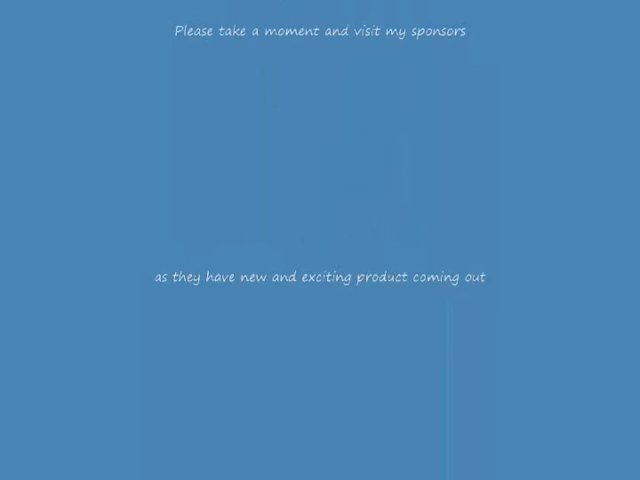 Please take a moment and visit my sponsors
as they have new and exciting product coming out